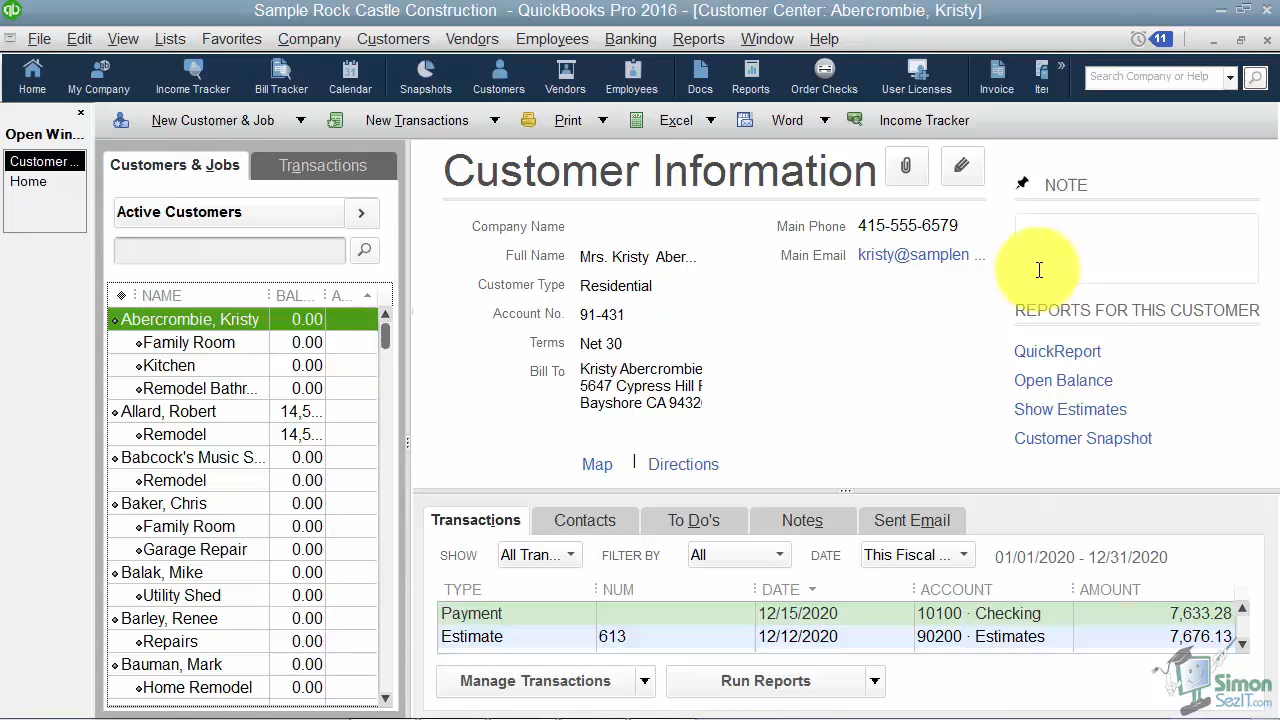 Sample Rock Castle Construction - QuickBooks Pro 2016 - [Customer Center: Abercrombie, Kristy]
File Edit View Lists Favorites Company Customers Vendors Employees Banking Reports Window Help 11
Home My Company Income Tracker Bill Tracker Calendar Snapshots Customers Vendors Employees Docs Reports Order Checks User Licenses Invoice Iter » Search Company or Help
New Customer & Job New Transactions Print Excel Word Income Tracker
Open Win...
Customer ...
Home
Customers & Jobs Transactions
Active Customers
NAME BAL... A...
Abercrombie, Kristy 0.00
Family Room 0.00
Kitchen 0.00
Remodel Bathr... 0.00
Allard, Robert 14,5...
Remodel 14,5...
Babcock's Music S... 0.00
Remodel 0.00
Baker, Chris 0.00
Family Room 0.00
Garage Repair 0.00
Balak, Mike 0.00
Utility Shed 0.00
Barley, Renee 0.00
Repairs 0.00
Bauman, Mark 0.00
Home Remodel 0.00
Customer Information
Company Name
Full Name Mrs. Kristy Aber...
Customer Type Residential
Account No. 91-431
Terms Net 30
Bill To Kristy Abercrombie
5647 Cypress Hill F
Bayshore CA 9432
Main Phone 415-555-6579
Main Email kristy@samplen ...
Map | Directions
NOTE
REPORTS FOR THIS CUSTOMER
QuickReport
Open Balance
Show Estimates
Customer Snapshot
Transactions Contacts To Do's Notes Sent Email
SHOW All Tran... FILTER BY All DATE This Fiscal ... 01/01/2020 - 12/31/2020
TYPE NUM DATE ACCOUNT AMOUNT
Payment 12/15/2020 10100 · Checking 7,633.28
Estimate 613 12/12/2020 90200 · Estimates 7,676.13
Manage Transactions Run Reports
Simon
SezIT.com